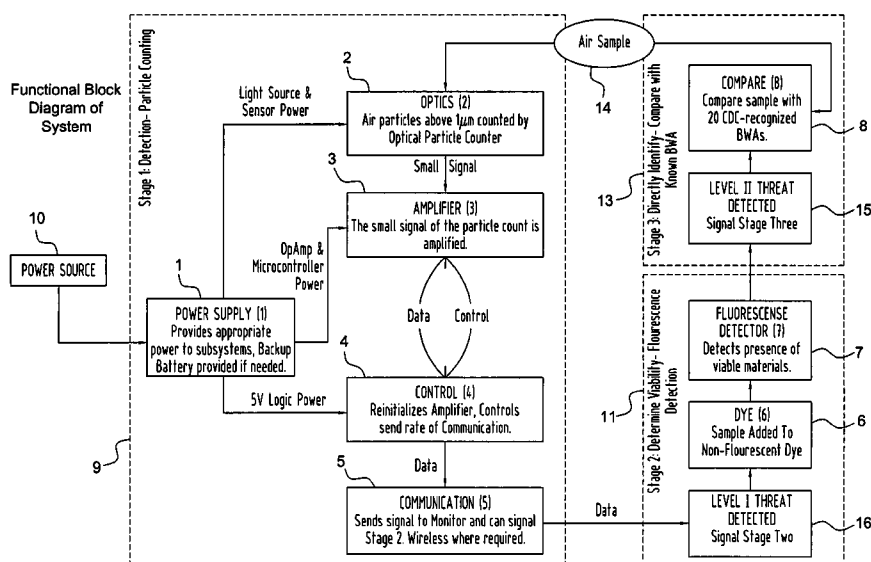 Functional Block
Diagram of
System
10
POWER SOURCE
9
Stage 1: Detection- Particle Counting
1
POWER SUPPLY (1)
Provides appropriate
power to subsystems, Backup
Battery provided if needed.
Light Source &
Sensor Power
OpAmp &
Microcontroller
Power
5V Logic Power
2
OPTICS (2)
Air particles above 1μm counted by
Optical Particle Counter
Small Signal
3
AMPLIFIER (3)
The small signal of the particle count is
amplified.
Data
Control
4
CONTROL (4)
Reinitializes Amplifier, Controls
send rate of Communication.
Data
5
COMMUNICATION (5)
Sends signal to Monitor and can signal
Stage 2. Wireless where required.
Data
Air Sample
14
13
Stage 3: Directly Identify- Compare with
Known BWA
COMPARE (8)
Compare sample with
20 CDC-recognized
BWAs.
8
LEVEL II THREAT
DETECTED
Signal Stage Three
15
11
Stage 2: Determine Viability- Flourescence
Detection
FLUORESCENSE
DETECTOR (7)
Detects presence of
viable materials.
7
DYE (6)
Sample Added To
Non-Flourescent Dye
6
LEVEL I THREAT
DETECTED
Signal Stage Two
16